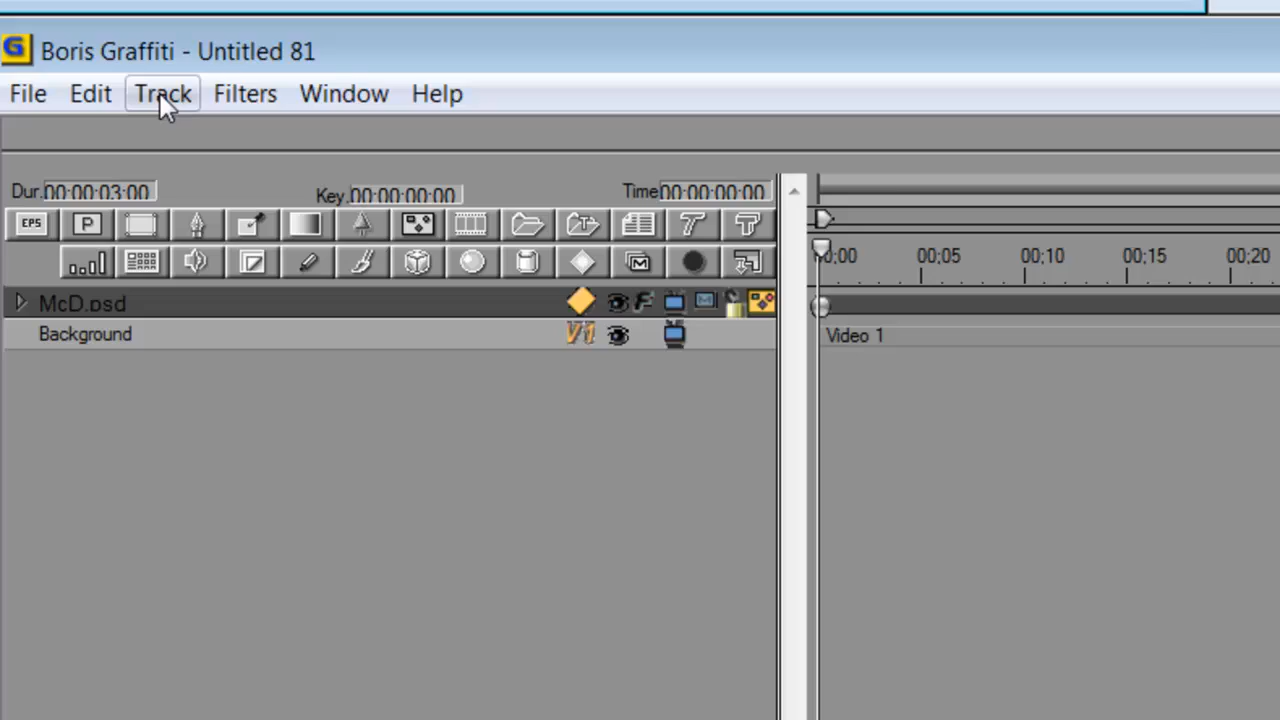 Boris Graffiti - Untitled 81
File Edit Track Filters Window Help
Dur. 00:00:03:00 Key. 00:00:00:00 Time 00:00:00:00
EPS P T T T
M
00:00 00;05 00;10 00;15 00;20
McD.psd F M
Background V1 Video 1